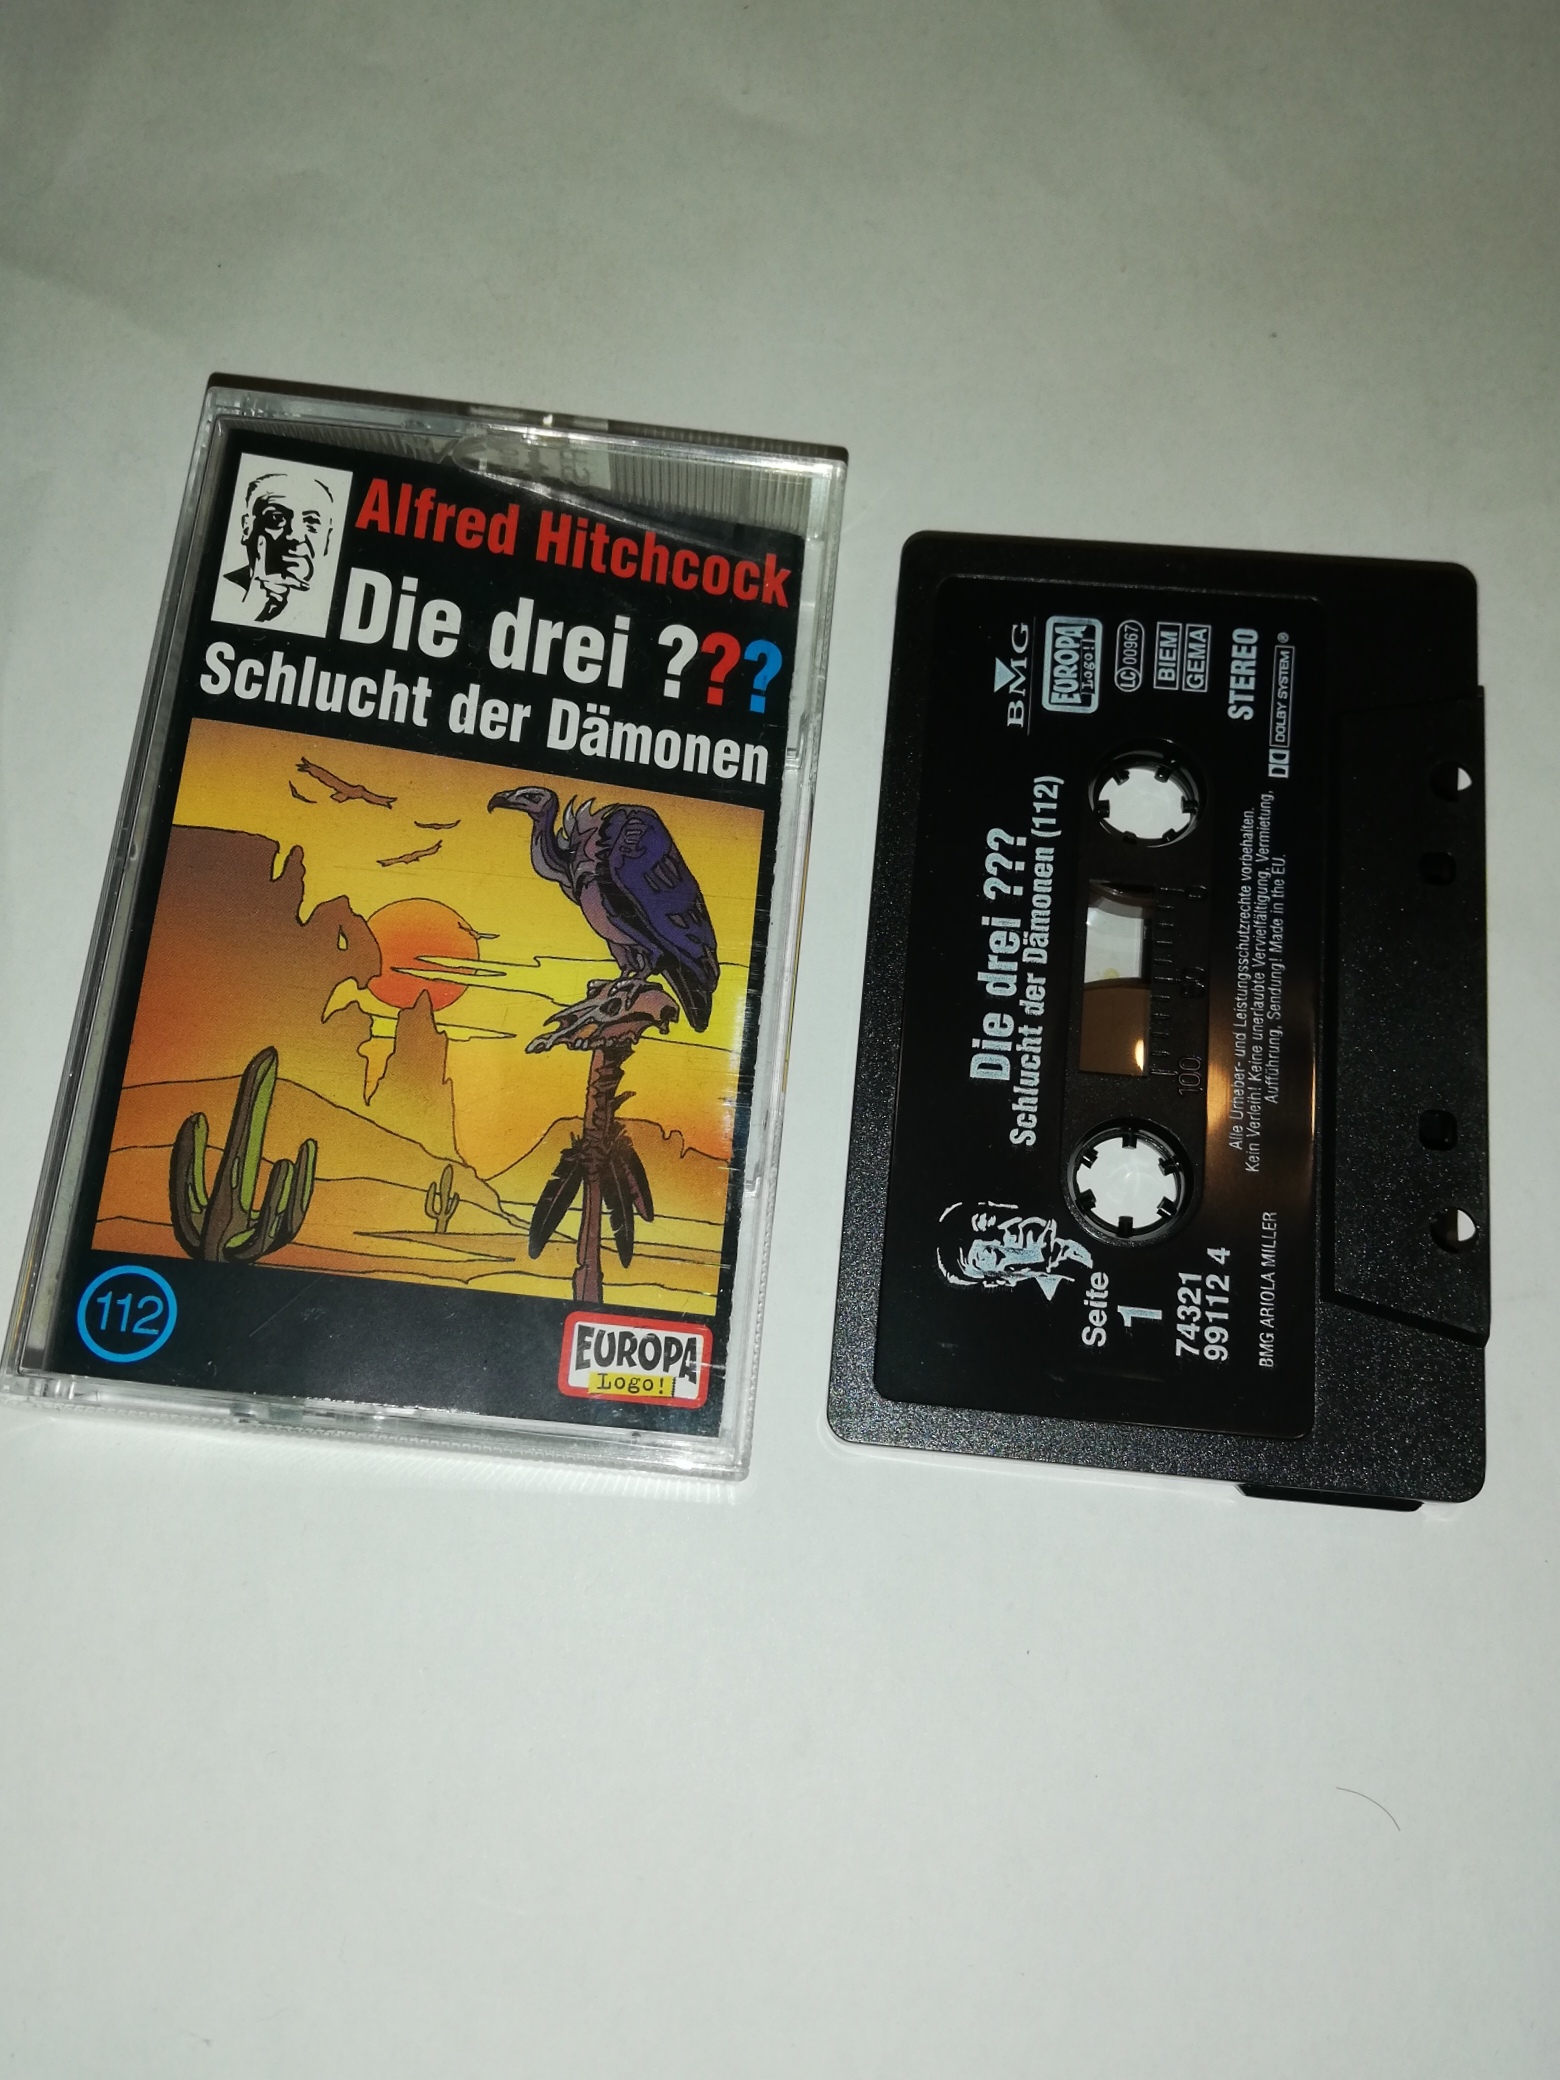 Alfred Hitchcock
Die drei ???
Schlucht der Dämonen
112
EUROPA
Logo!
Die drei ???
Schlucht der Dämonen (112)
BMG
EUROPA
Logo!
LC 00967
BIEM
GEMA
STEREO
DOLBY SYSTEM®
Seite
1
74321
99112 4
100
50
0
BMG ARIOLA MILLER
Alle Urheber- und Leistungsschutzrechte vorbehalten.
Kein Verleih! Keine unerlaubte Vervielfältigung, Vermietung,
Aufführung, Sendung! Made in the EU.